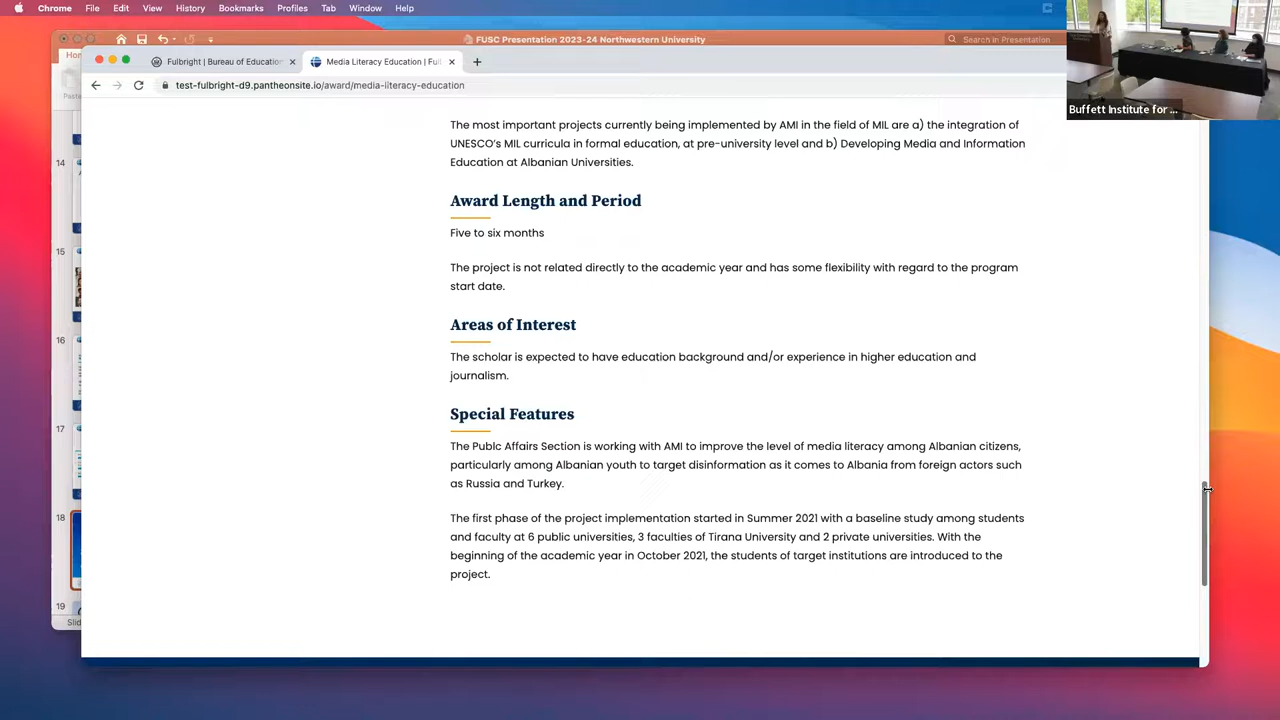 Chrome File Edit View History Bookmarks Profiles Tab Window Help
FUSC Presentation 2023-24 Northwestern University
Search in Presentation
Fulbright | Bureau of Education
Media Literacy Education | Ful
test-fulbright-d9.pantheonsite.io/award/media-literacy-education
Buffett Institute for ...
The most important projects currently being implemented by AMI in the field of MIL are a) the integration of
UNESCO's MIL curricula in formal education, at pre-university level and b) Developing Media and Information
Education at Albanian Universities.
Award Length and Period
Five to six months
The project is not related directly to the academic year and has some flexibility with regard to the program
start date.
Areas of Interest
The scholar is expected to have education background and/or experience in higher education and
journalism.
Special Features
The Publc Affairs Section is working with AMI to improve the level of media literacy among Albanian citizens,
particularly among Albanian youth to target disinformation as it comes to Albania from foreign actors such
as Russia and Turkey.
The first phase of the project implementation started in Summer 2021 with a baseline study among students
and faculty at 6 public universities, 3 faculties of Tirana University and 2 private universities. With the
beginning of the academic year in October 2021, the students of target institutions are introduced to the
project.
14
15
16
17
18
19